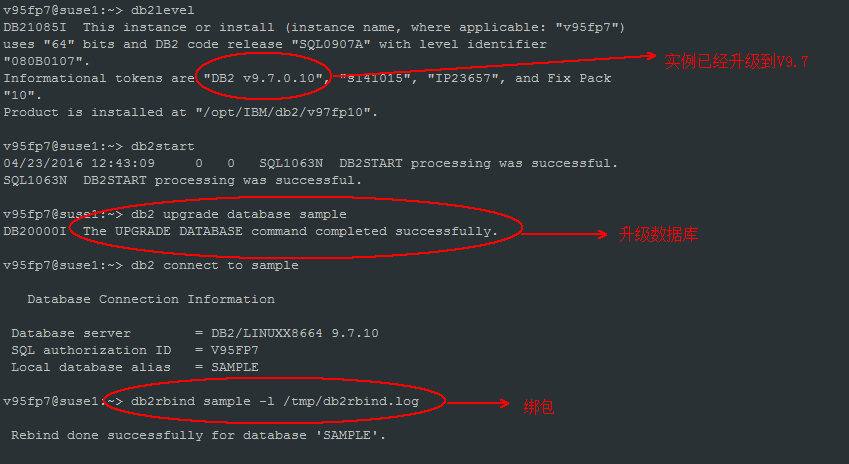 v95fp7@suse1:~> db2level
DB21085I  This instance or install (instance name, where applicable: "v95fp7")
uses "64" bits and DB2 code release "SQL0907A" with level identifier
"080B0107".
Informational tokens are "DB2 v9.7.0.10", "s141015", "IP23657", and Fix Pack
"10".
Product is installed at "/opt/IBM/db2/v97fp10".
实例已经升级到V9.7
v95fp7@suse1:~> db2start
04/23/2016 12:43:09     0   0   SQL1063N  DB2START processing was successful.
SQL1063N  DB2START processing was successful.
v95fp7@suse1:~> db2 upgrade database sample
DB20000I  The UPGRADE DATABASE command completed successfully.
升级数据库
v95fp7@suse1:~> db2 connect to sample
Database Connection Information
Database server        = DB2/LINUXX8664 9.7.10
SQL authorization ID   = V95FP7
Local database alias   = SAMPLE
v95fp7@suse1:~> db2rbind sample -l /tmp/db2rbind.log
绑包
Rebind done successfully for database 'SAMPLE'.